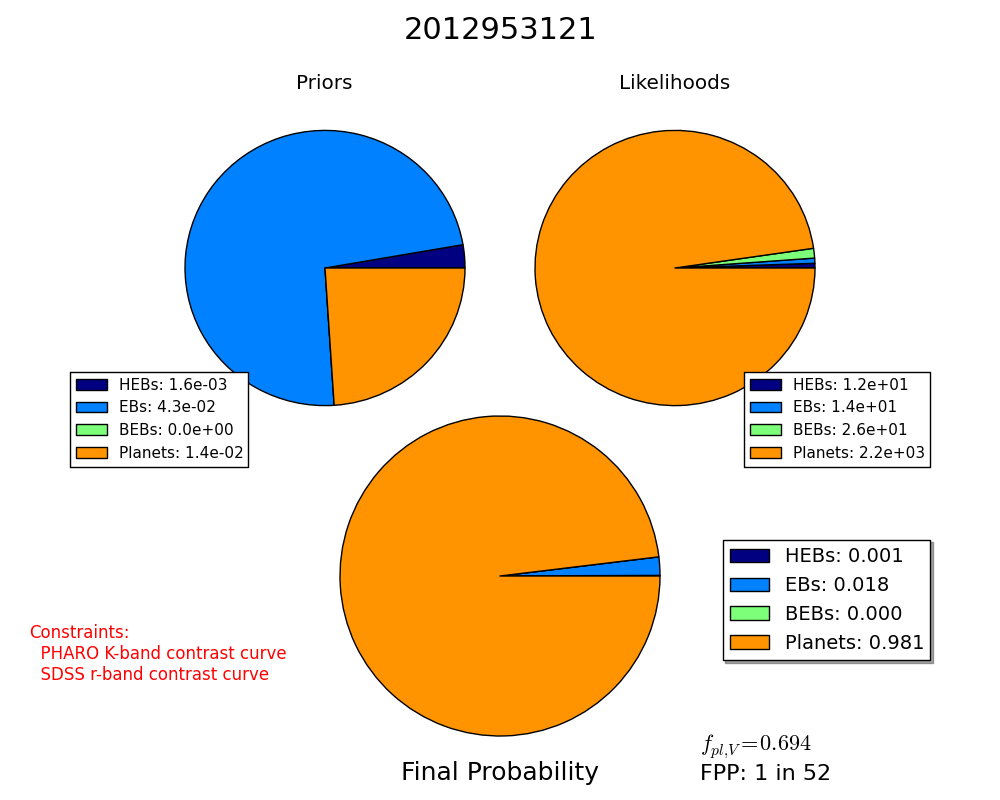 2012953121
Priors
Likelihoods
HEBs: 1.6e-03
EBs: 4.3e-02
BEBs: 0.0e+00
Planets: 1.4e-02
HEBs: 1.2e+01
EBs: 1.4e+01
BEBs: 2.6e+01
Planets: 2.2e+03
HEBs: 0.001
EBs: 0.018
BEBs: 0.000
Planets: 0.981
Constraints:
PHARO K-band contrast curve
SDSS r-band contrast curve
f_{pl,V}=0.694
Final Probability
FPP: 1 in 52